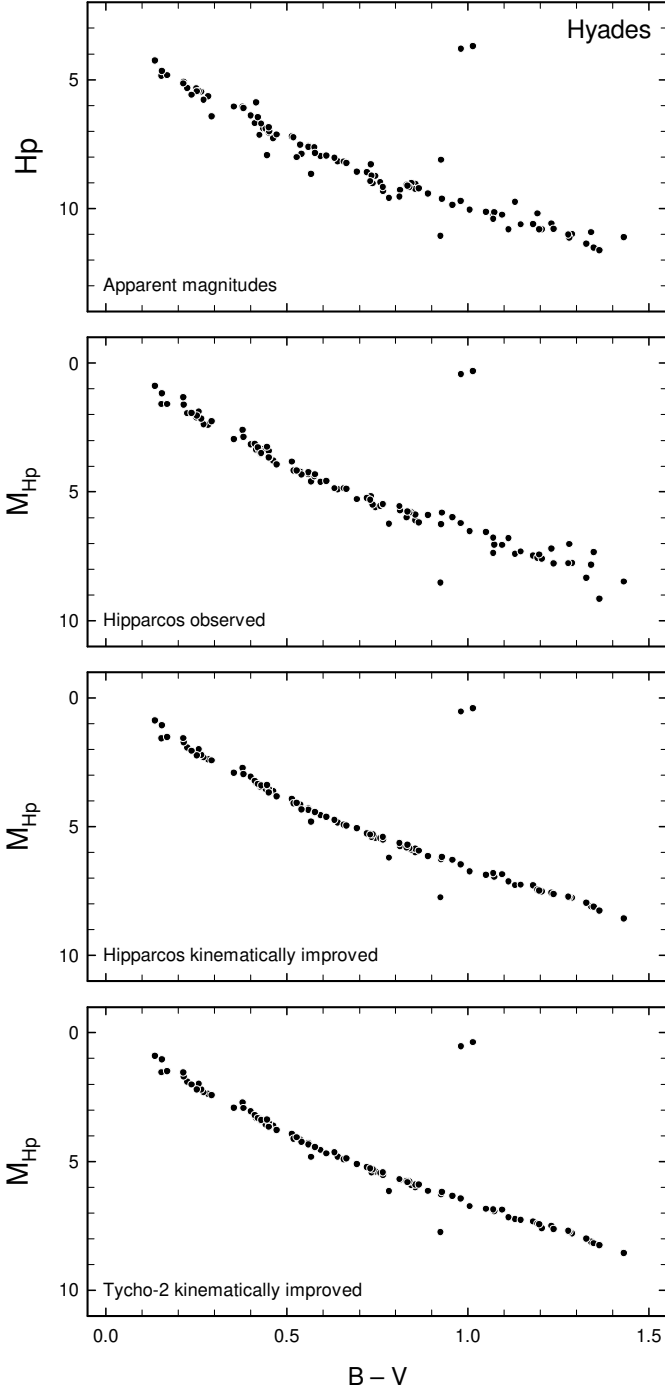 Hyades
5
Hp
10
Apparent magnitudes
0
5
M_Hp
10
Hipparcos observed
0
5
M_Hp
10
Hipparcos kinematically improved
0
5
M_Hp
10
Tycho-2 kinematically improved
0.0 0.5 1.0 1.5
B – V